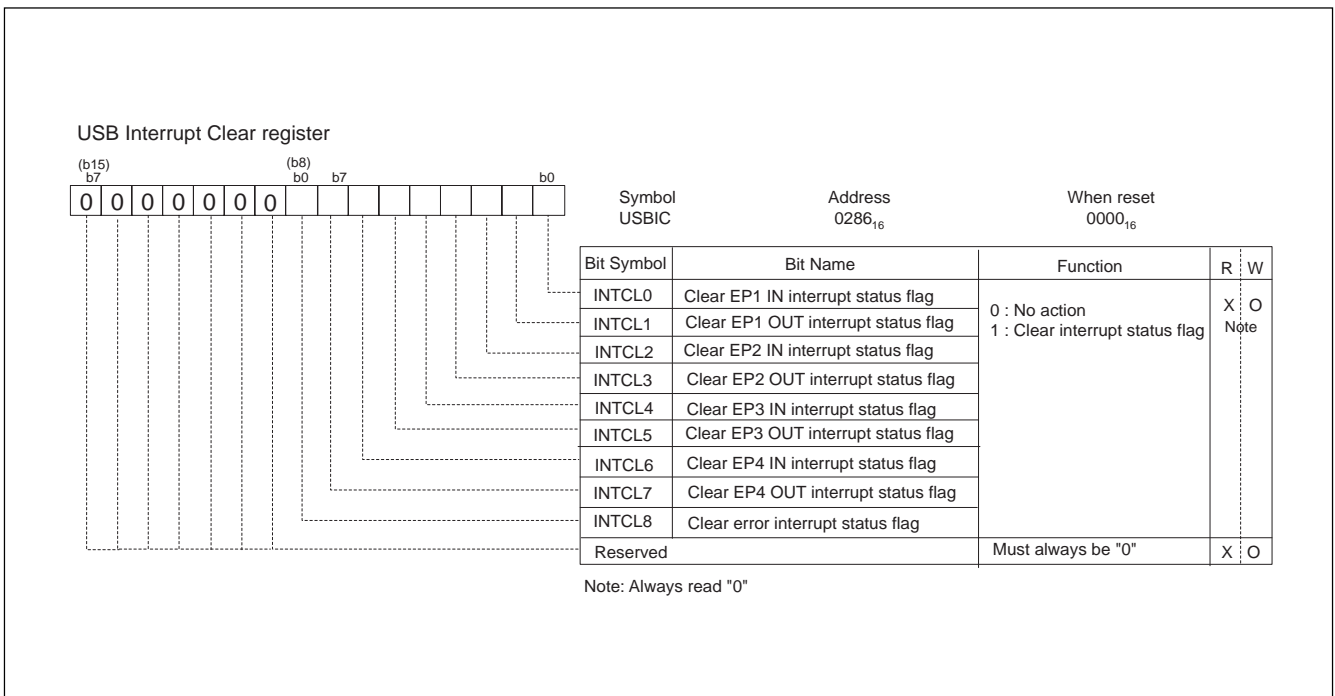 USB Interrupt Clear register
(b15) (b8)
b7 b0 b7 b0
0 0 0 0 0 0 0
Symbol Address When reset
USBIC 0286₁₆ 0000₁₆
Bit Symbol Bit Name Function R W
INTCL0 Clear EP1 IN interrupt status flag 0 : No action X O
INTCL1 Clear EP1 OUT interrupt status flag 1 : Clear interrupt status flag Note
INTCL2 Clear EP2 IN interrupt status flag
INTCL3 Clear EP2 OUT interrupt status flag
INTCL4 Clear EP3 IN interrupt status flag
INTCL5 Clear EP3 OUT interrupt status flag
INTCL6 Clear EP4 IN interrupt status flag
INTCL7 Clear EP4 OUT interrupt status flag
INTCL8 Clear error interrupt status flag
Reserved Must always be "0" X O
Note: Always read "0"